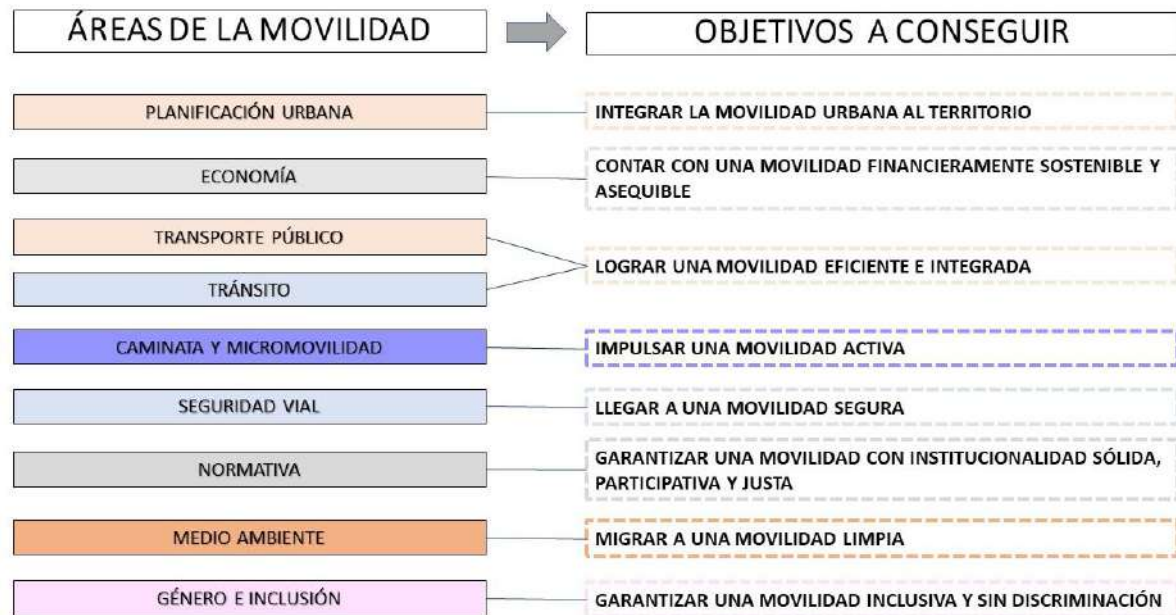 ÁREAS DE LA MOVILIDAD
OBJETIVOS A CONSEGUIR
PLANIFICACIÓN URBANA
INTEGRAR LA MOVILIDAD URBANA AL TERRITORIO
ECONOMÍA
CONTAR CON UNA MOVILIDAD FINANCIERAMENTE SOSTENIBLE Y
ASEQUIBLE
TRANSPORTE PÚBLICO
TRÁNSITO
LOGRAR UNA MOVILIDAD EFICIENTE E INTEGRADA
CAMINATA Y MICROMOVILIDAD
IMPULSAR UNA MOVILIDAD ACTIVA
SEGURIDAD VIAL
LLEGAR A UNA MOVILIDAD SEGURA
NORMATIVA
GARANTIZAR UNA MOVILIDAD CON INSTITUCIONALIDAD SÓLIDA,
PARTICIPATIVA Y JUSTA
MEDIO AMBIENTE
MIGRAR A UNA MOVILIDAD LIMPIA
GÉNERO E INCLUSIÓN
GARANTIZAR UNA MOVILIDAD INCLUSIVA Y SIN DISCRIMINACIÓN